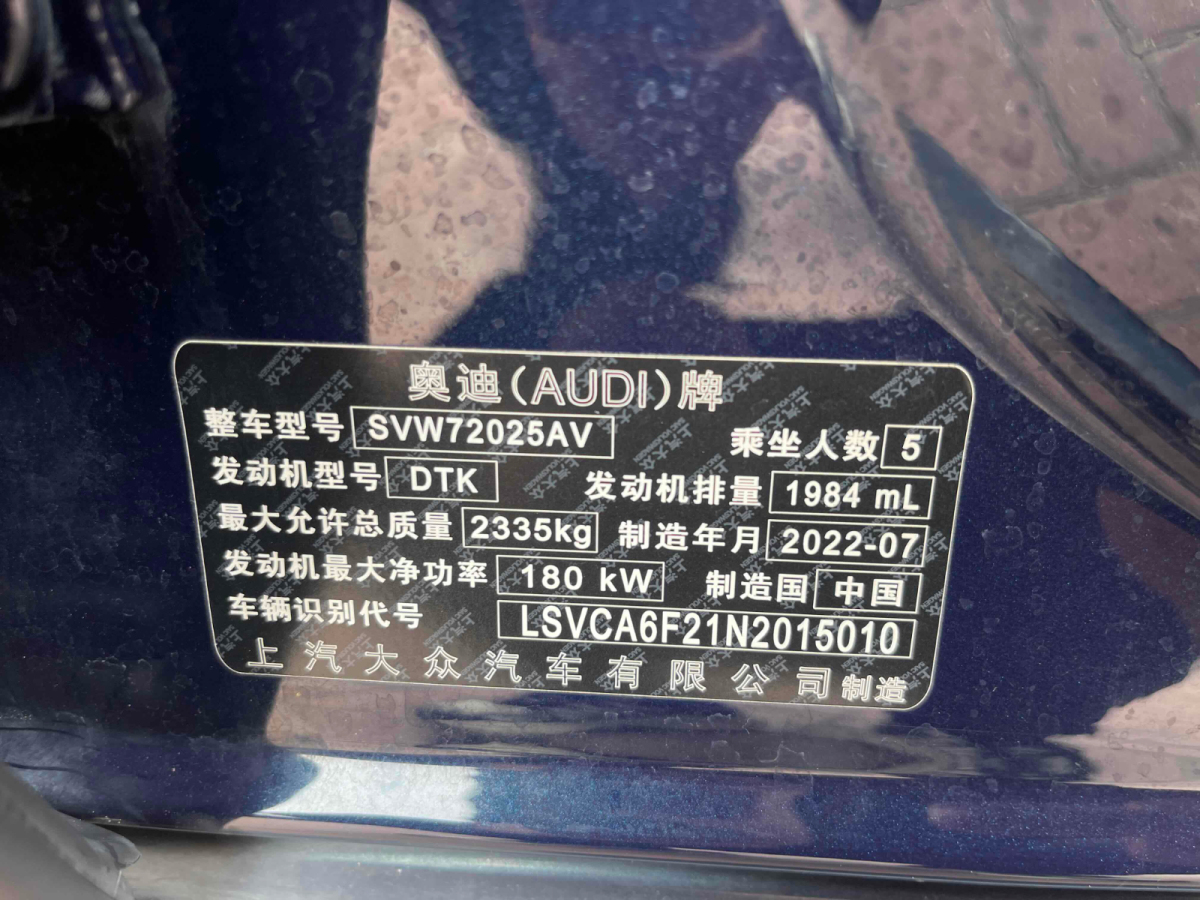 奥迪(AUDI)牌
整车型号 SVW72025AV 乘坐人数 5
发动机型号 DTK 发动机排量 1984 mL
最大允许总质量 2335kg 制造年月 2022-07
发动机最大净功率 180 kW 制造国 中国
车辆识别代号 LSVCA6F21N2015010
上汽大众汽车有限公司制造